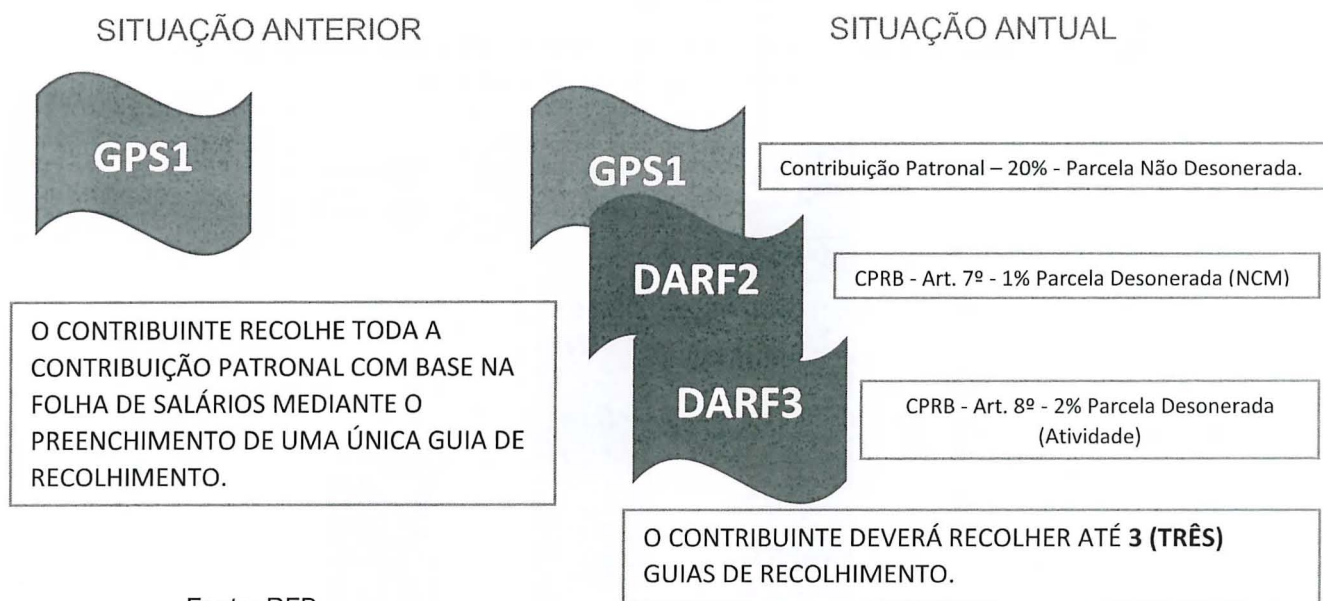 SITUAÇÃO ANTERIOR
GPS1
O CONTRIBUINTE RECOLHE TODA A
CONTRIBUIÇÃO PATRONAL COM BASE NA
FOLHA DE SALÁRIOS MEDIANTE O
PREENCHIMENTO DE UMA ÚNICA GUIA DE
RECOLHIMENTO.
SITUAÇÃO ANTUAL
GPS1
Contribuição Patronal – 20% - Parcela Não Desonerada.
DARF2
CPRB - Art. 7º - 1% Parcela Desonerada (NCM)
DARF3
CPRB - Art. 8º - 2% Parcela Desonerada
(Atividade)
O CONTRIBUINTE DEVERÁ RECOLHER ATÉ 3 (TRÊS)
GUIAS DE RECOLHIMENTO.